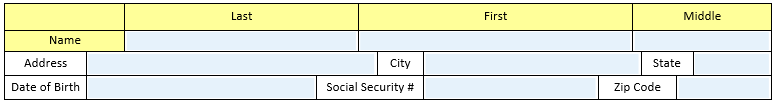 Last First Middle
Name
Address City State
Date of Birth Social Security # Zip Code